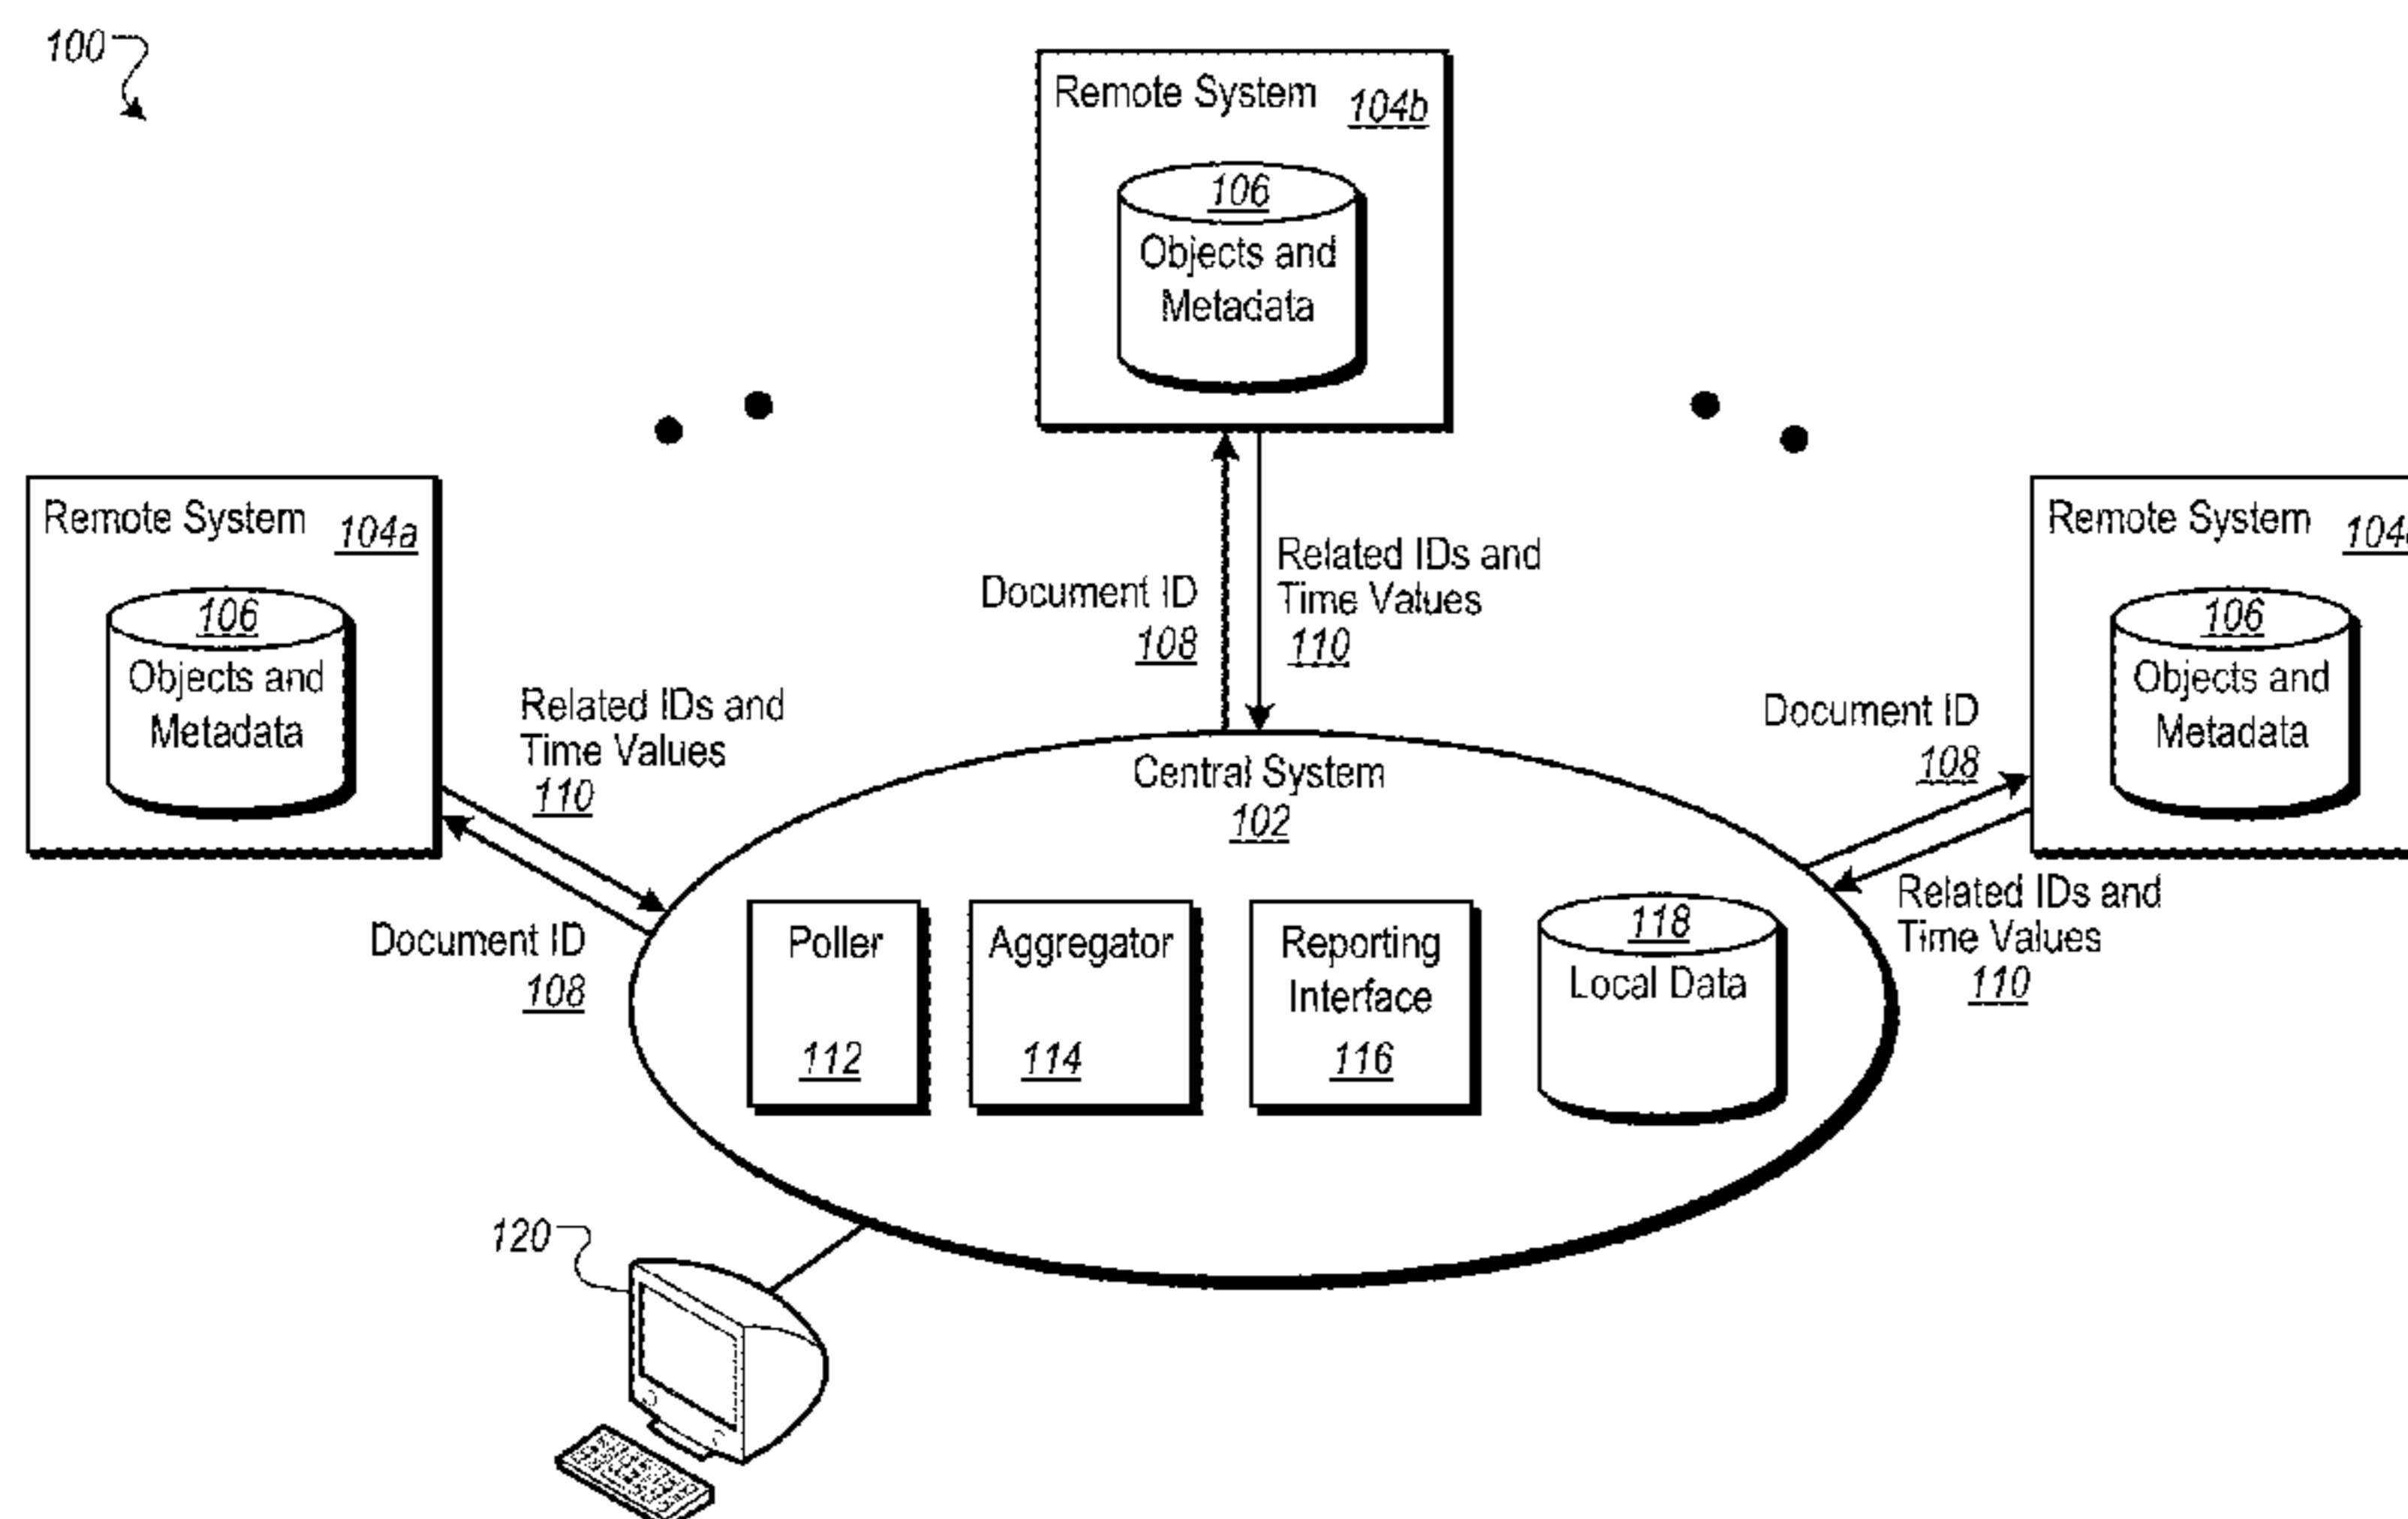 100
Remote System
104b
106
Objects and
Metadata
Remote System
104a
106
Objects and
Metadata
Document ID
108
Related IDs and
Time Values
110
Remote System
106
Objects and
Metadata
Related IDs and
Time Values
110
Document ID
108
Document ID
108
Related IDs and
Time Values
110
Central System
102
Poller
112
Aggregator
114
Reporting
Interface
116
118
Local Data
120